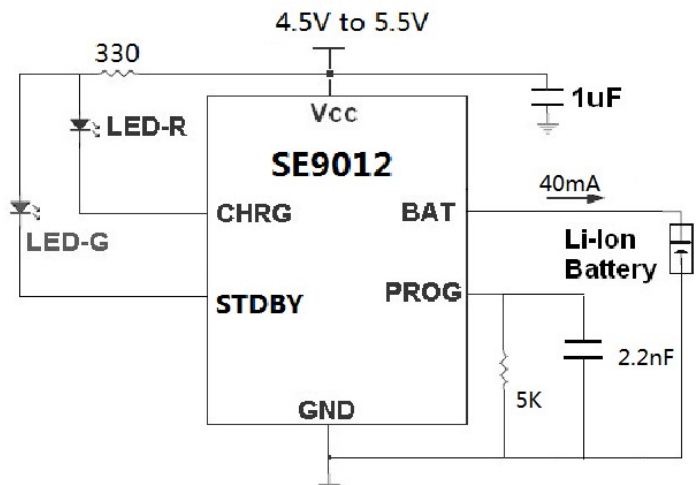 4.5V to 5.5V
330
1uF
Vcc
LED-R
SE9012
40mA
CHRG
BAT
LED-G
Li-Ion
Battery
PROG
STDBY
2.2nF
5K
GND